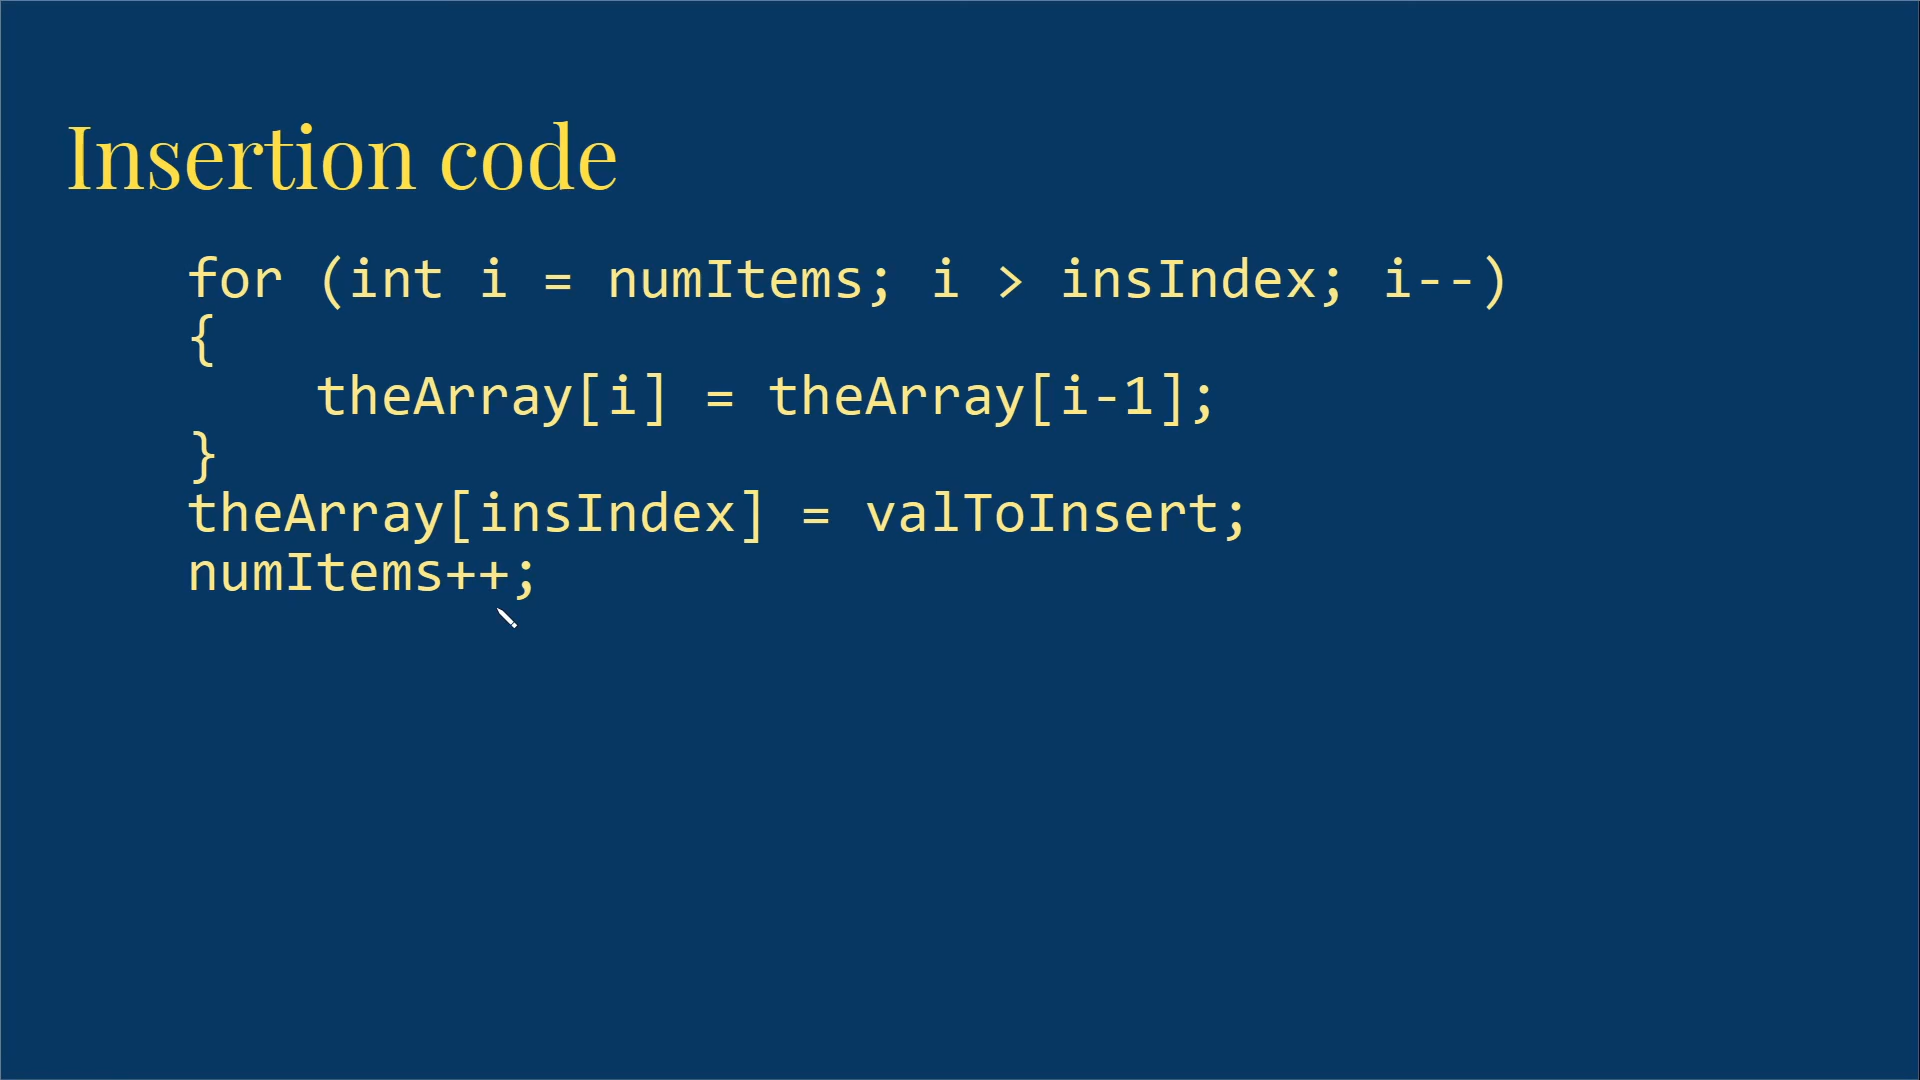 Insertion code
for (int i = numItems; i > insIndex; i--)
{
    theArray[i] = theArray[i-1];
}
theArray[insIndex] = valToInsert;
numItems++;